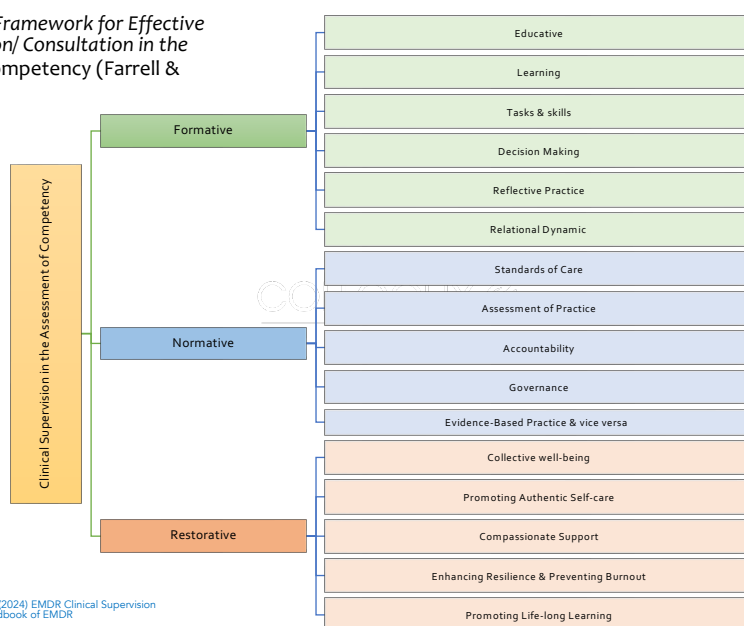 Framework for Effective
on/ Consultation in the
ompetency (Farrell &
Clinical Supervision in the Assessment of Competency
Formative
Educative
Learning
Tasks & skills
Decision Making
Reflective Practice
Relational Dynamic
Normative
Standards of Care
Assessment of Practice
Accountability
Governance
Evidence-Based Practice & vice versa
Restorative
Collective well-being
Promoting Authentic Self-care
Compassionate Support
Enhancing Resilience & Preventing Burnout
Promoting Life-long Learning
(2024) EMDR Clinical Supervision
dbook of EMDR